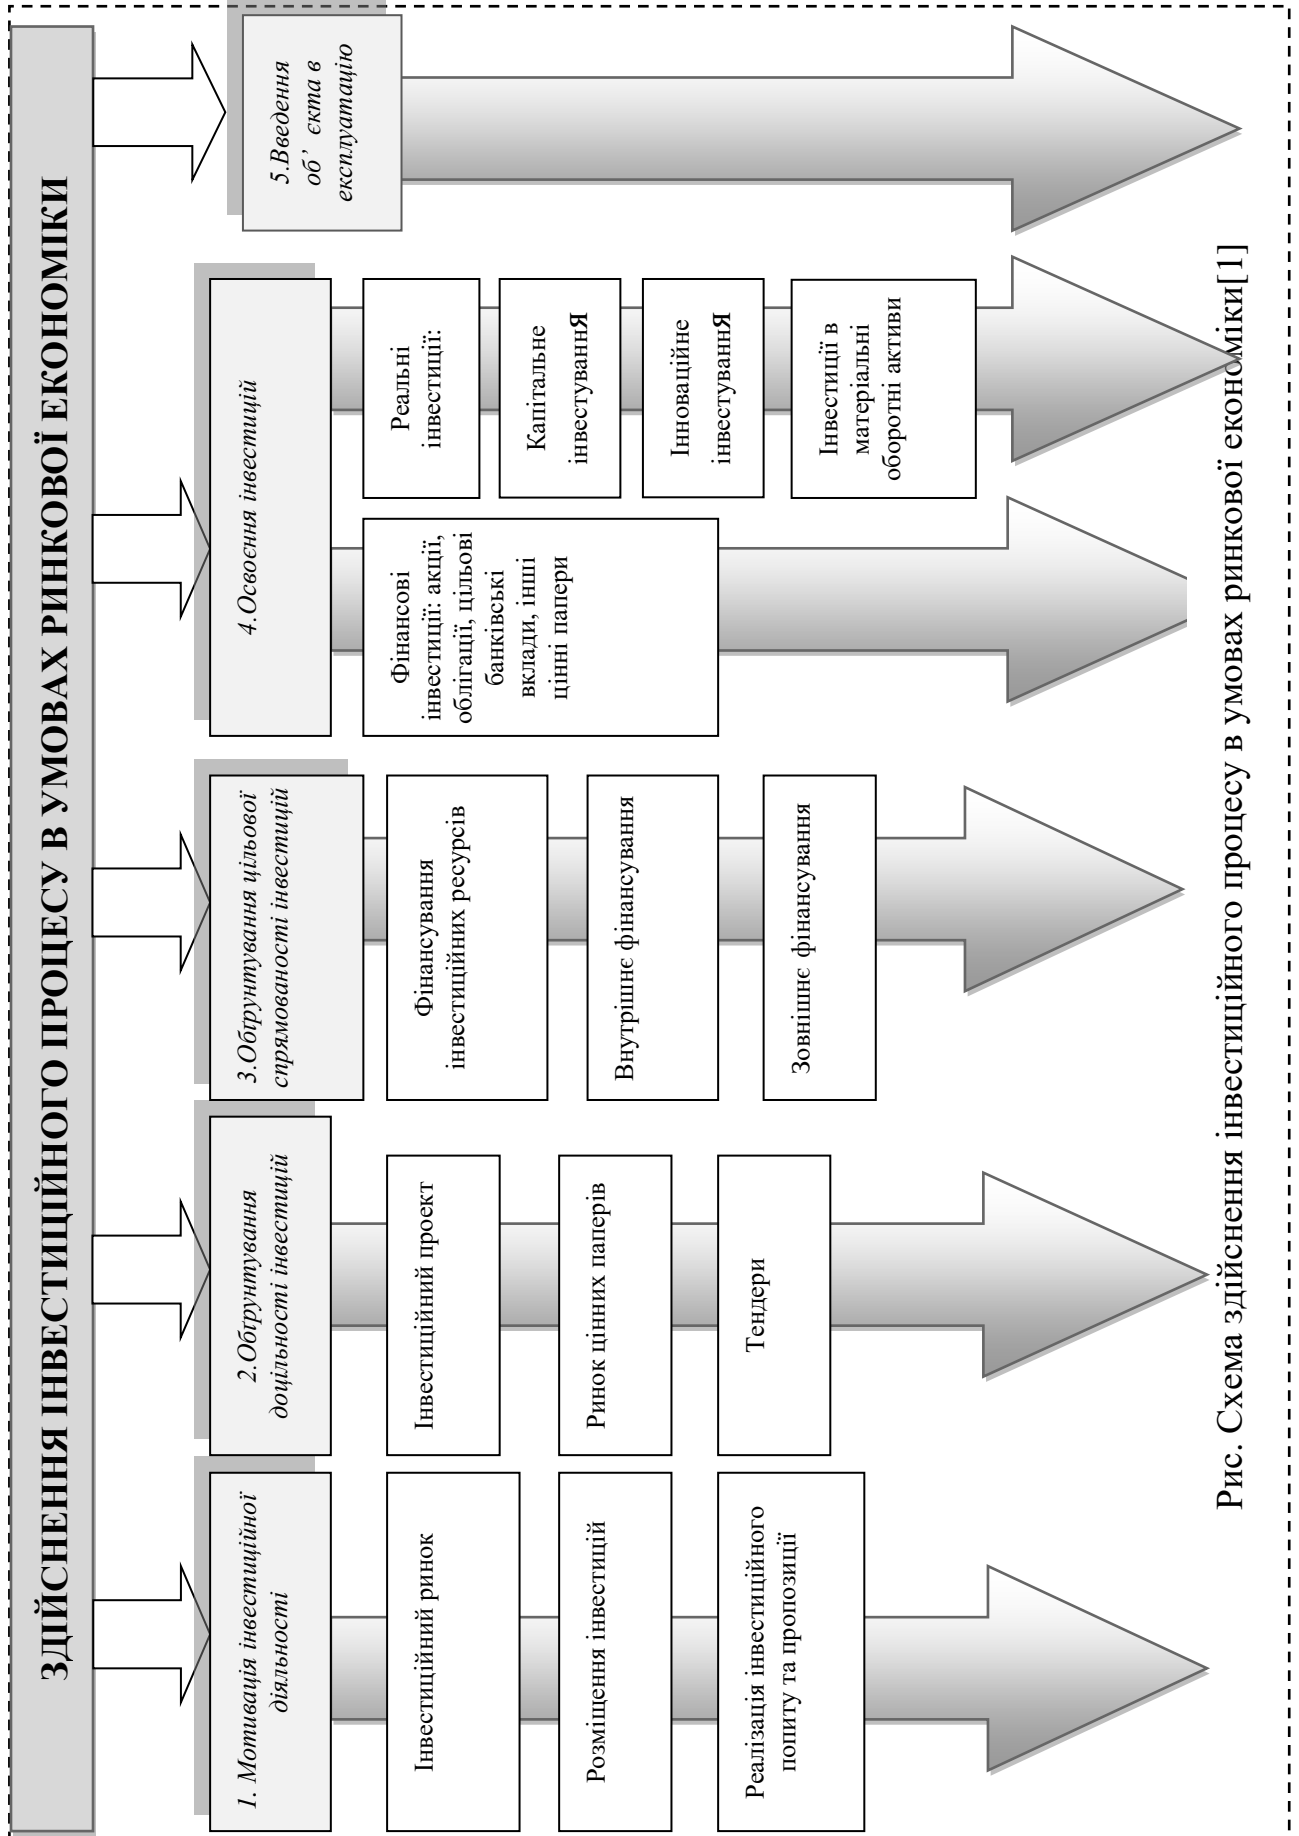 ЗДІЙСНЕННЯ ІНВЕСТИЦІЙНОГО ПРОЦЕСУ В УМОВАХ РИНКОВОЇ ЕКОНОМІКИ
1. Мотивація інвестиційної
діяльності
Інвестиційний ринок
Розміщення інвестицій
Реалізація інвестиційного
попиту та пропозиції
2.Обґрунтування
доцільності інвестицій
Інвестиційний проект
Ринок цінних паперів
Тендери
3.Обґрунтування цільової
спрямованості інвестицій
Фінансування
інвестиційних ресурсів
Внутрішнє фінансування
Зовнішнє фінансування
4.Освоєння інвестицій
Фінансові
інвестиції: акції,
облігації, цільові
банківські
вклади, інші
цінні папери
Реальні
інвестиції:
Капітальне
інвестуваннЯ
Інноваційне
інвестуваннЯ
Інвестиції в
матеріальні
оборотні активи
5.Введення
об’ єкта в
експлуатацію
Рис. Схема здійснення інвестиційного процесу в умовах ринкової економіки[1]